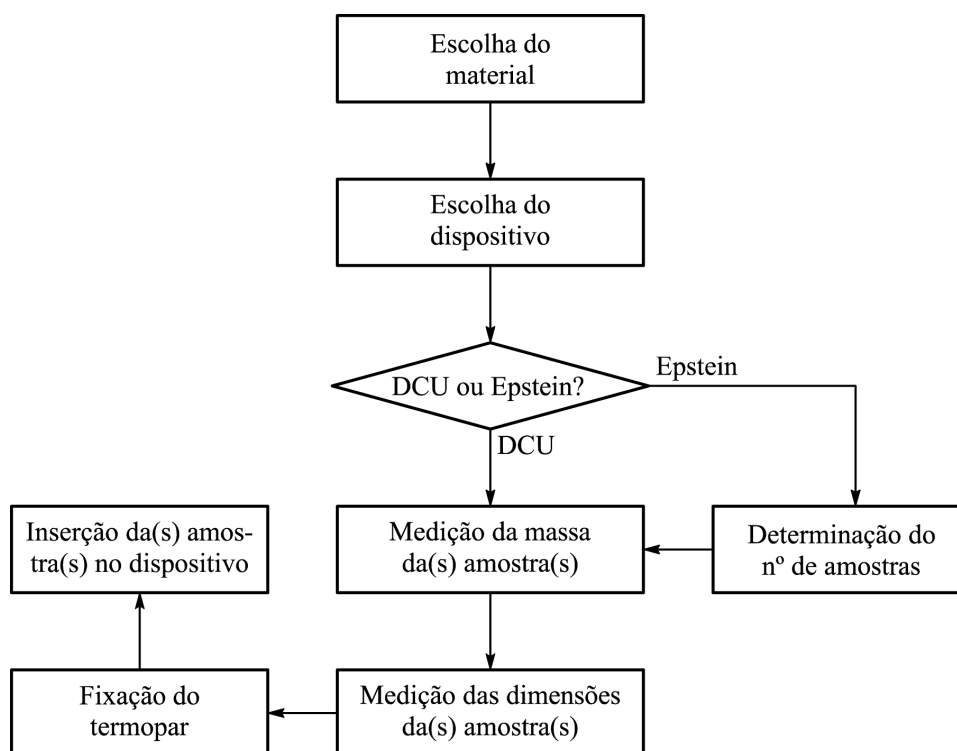 Escolha do
material
Escolha do
dispositivo
DCU ou Epstein?
Epstein
DCU
Inserção da(s) amos-
tra(s) no dispositivo
Medição da massa
da(s) amostra(s)
Determinação do
nº de amostras
Fixação do
termopar
Medição das dimensões
da(s) amostra(s)